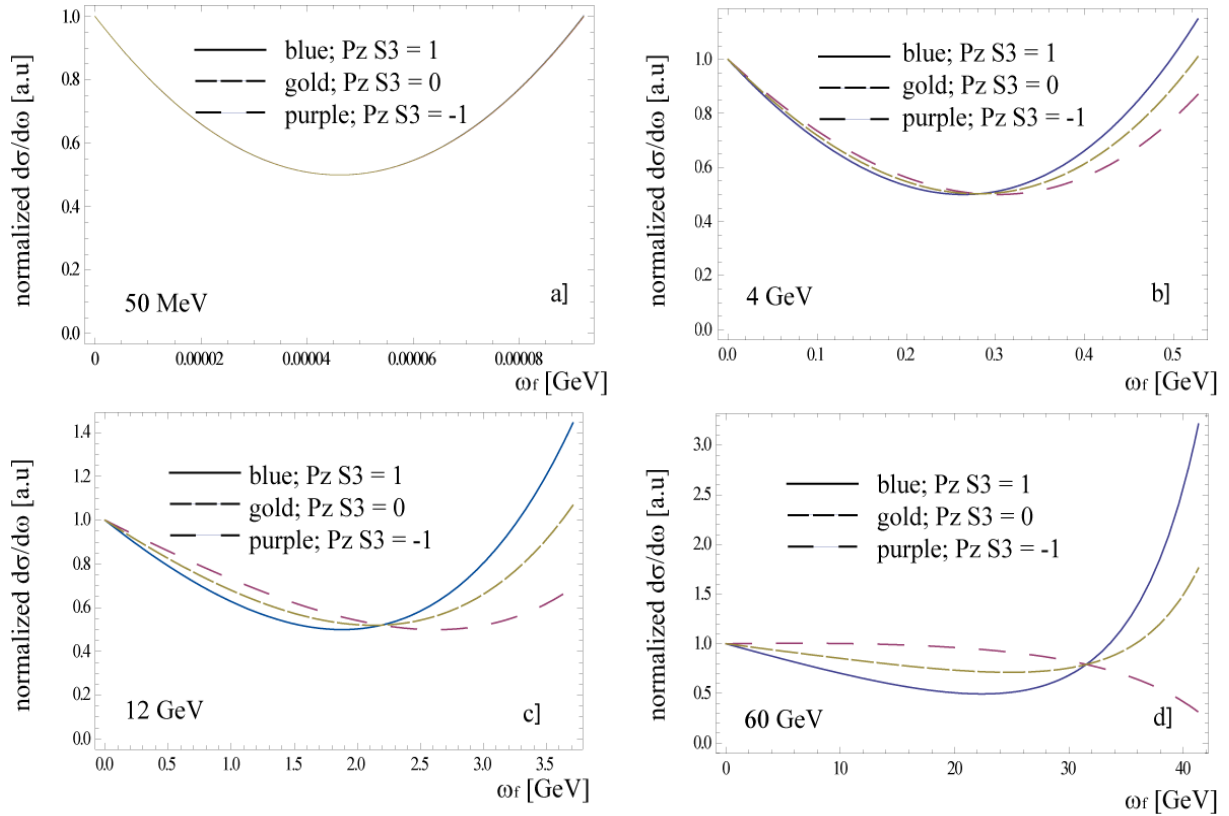 normalized dσ/dω [a.u]
1.0
0.8
0.6
0.4
0.2
0.0
blue; Pz S3 = 1
gold; Pz S3 = 0
purple; Pz S3 = -1
50 MeV
a]
0
0.00002
0.00004
0.00006
0.00008
ωf [GeV]
normalized dσ/dω [a.u]
1.0
0.8
0.6
0.4
0.2
0.0
blue; Pz S3 = 1
gold; Pz S3 = 0
purple; Pz S3 = -1
4 GeV
b]
0.0
0.1
0.2
0.3
0.4
0.5
ωf [GeV]
normalized dσ/dω [a.u]
1.4
1.2
1.0
0.8
0.6
0.4
0.2
0.0
blue; Pz S3 = 1
gold; Pz S3 = 0
purple; Pz S3 = -1
12 GeV
c]
0.0
0.5
1.0
1.5
2.0
2.5
3.0
3.5
ωf [GeV]
normalized dσ/dω [a.u]
3.0
2.5
2.0
1.5
1.0
0.5
0.0
blue; Pz S3 = 1
gold; Pz S3 = 0
purple; Pz S3 = -1
60 GeV
d]
0
10
20
30
40
ωf [GeV]